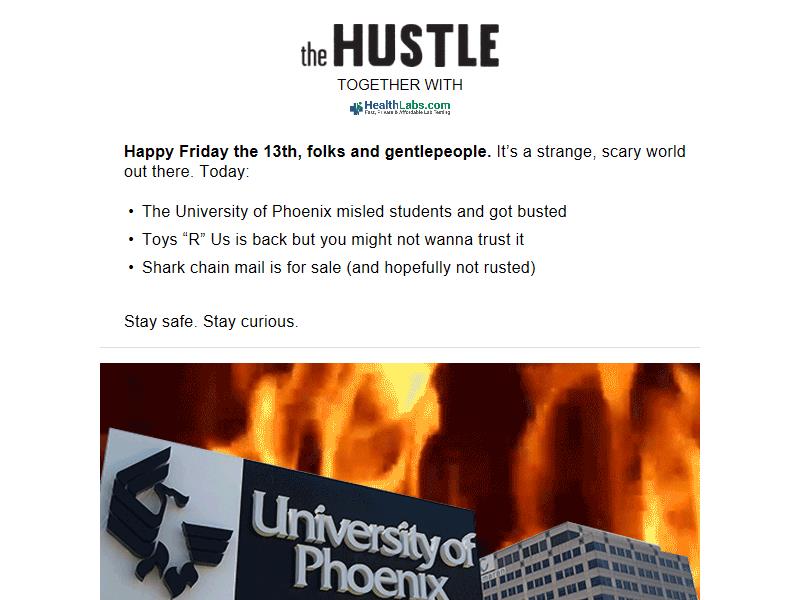 the HUSTLE
TOGETHER WITH
HealthLabs.com
Fast, Private & Affordable Lab Testing
Happy Friday the 13th, folks and gentlepeople. It's a strange, scary world
out there. Today:
• The University of Phoenix misled students and got busted
• Toys “R” Us is back but you might not wanna trust it
• Shark chain mail is for sale (and hopefully not rusted)
Stay safe. Stay curious.
University of
Phoenix